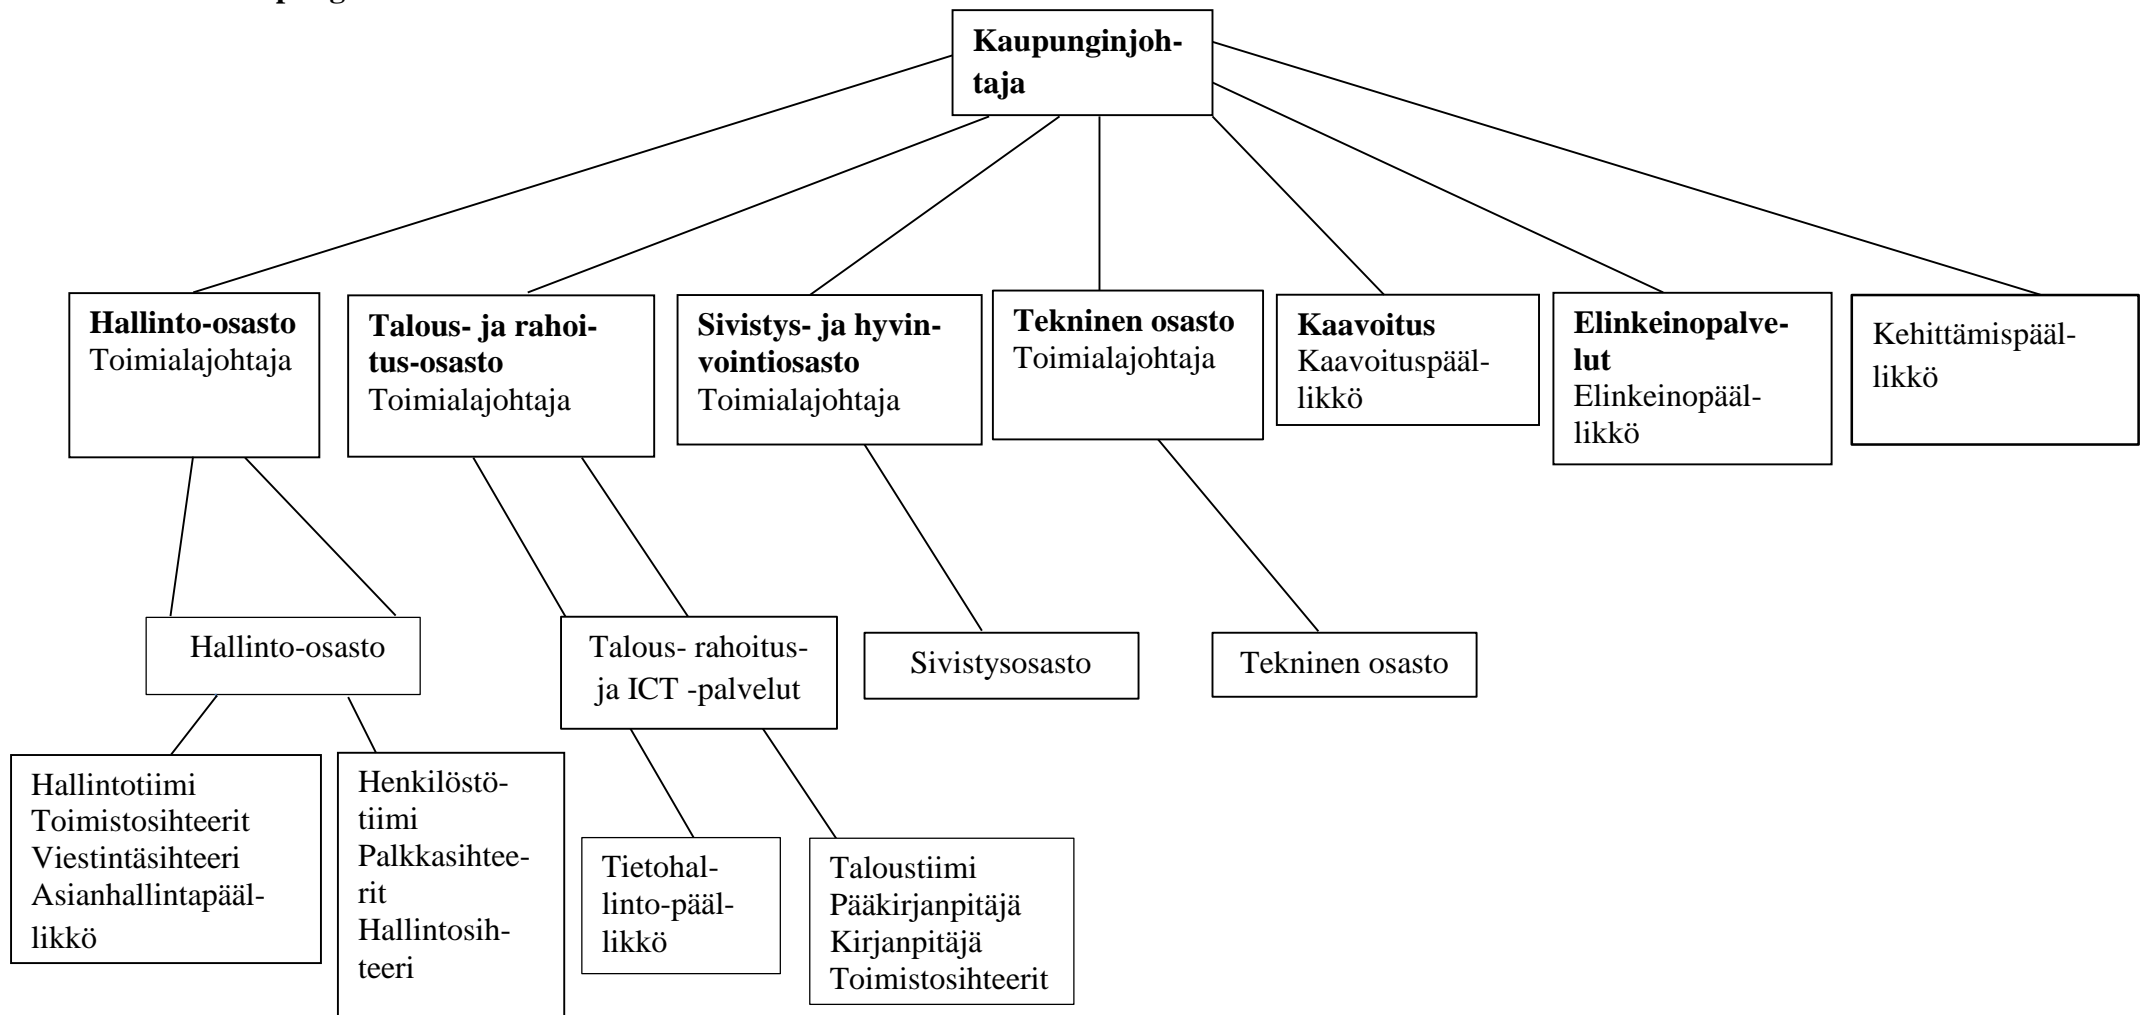 Kaupunginjoh-
taja
Hallinto-osasto
Toimialajohtaja
Talous- ja rahoi-
tus-osasto
Toimialajohtaja
Sivistys- ja hyvin-
vointiosasto
Toimialajohtaja
Tekninen osasto
Toimialajohtaja
Kaavoitus
Kaavoituspääl-
likkö
Elinkeinopalve-
lut
Elinkeinopääl-
likkö
Kehittämispääl-
likkö
Hallinto-osasto
Talous- rahoitus-
ja ICT -palvelut
Sivistysosasto
Tekninen osasto
Hallintotiimi
Toimistosihteerit
Viestintäsihteeri
Asianhallintapääl-
likkö
Henkilöstö-
tiimi
Palkkasihtee-
rit
Hallintosih-
teeri
Tietohal-
linto-pääl-
likkö
Taloustiimi
Pääkirjanpitäjä
Kirjanpitäjä
Toimistosihteerit